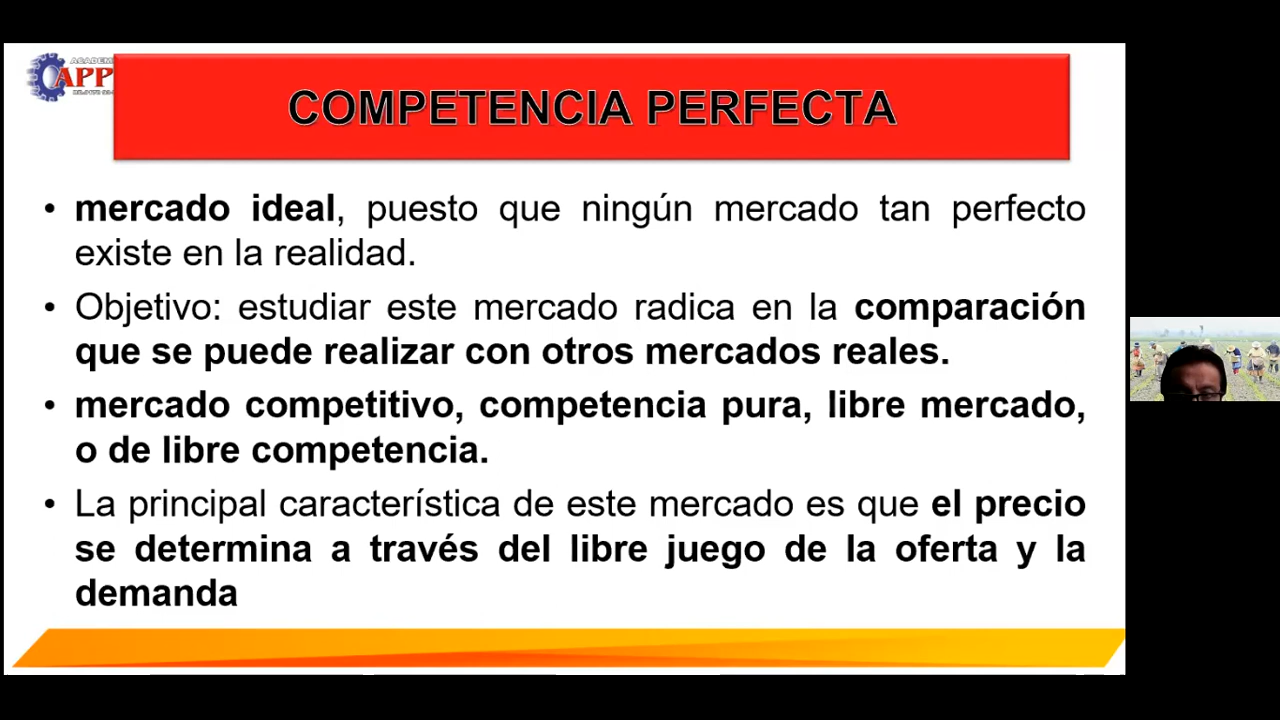 APP
COMPETENCIA PERFECTA
• mercado ideal, puesto que ningún mercado tan perfecto
existe en la realidad.
• Objetivo: estudiar este mercado radica en la comparación
que se puede realizar con otros mercados reales.
• mercado competitivo, competencia pura, libre mercado,
o de libre competencia.
• La principal característica de este mercado es que el precio
se determina a través del libre juego de la oferta y la
demanda